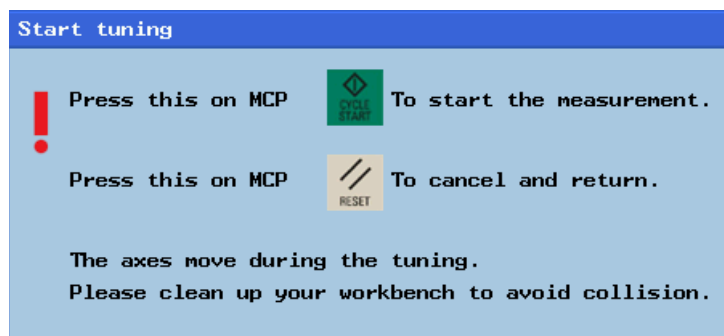 Start tuning
Press this on MCP CYCLE START To start the measurement.
Press this on MCP RESET To cancel and return.
The axes move during the tuning.
Please clean up your workbench to avoid collision.